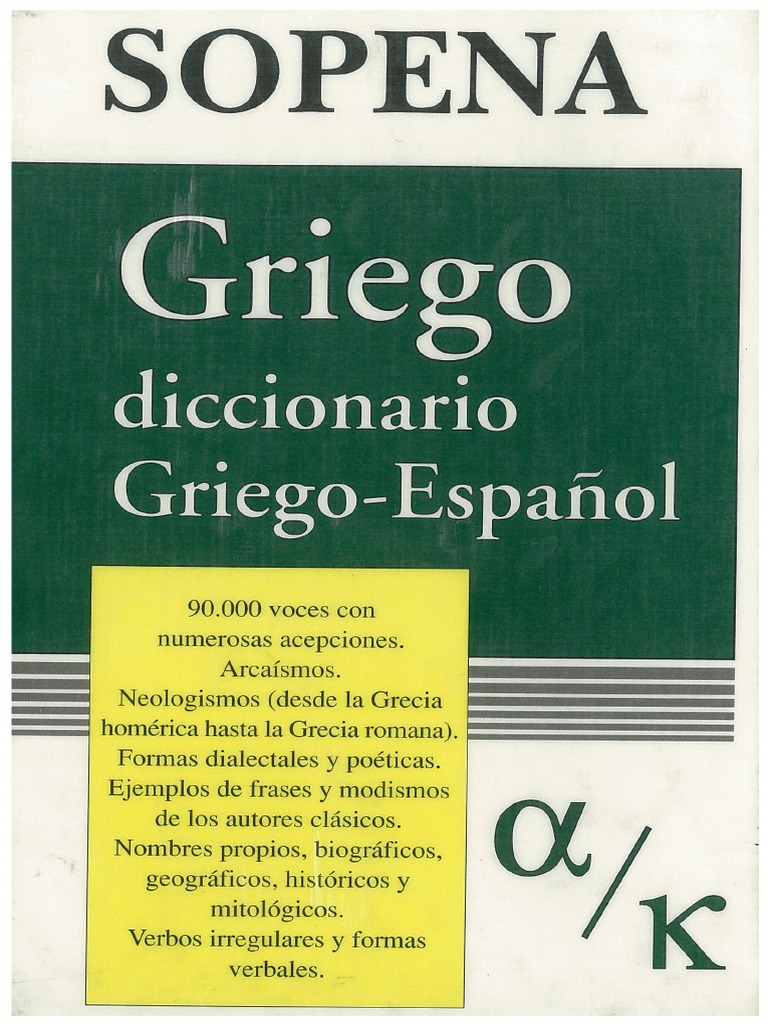 SOPENA
Griego
diccionario
Griego-Español
90.000 voces con
numerosas acepciones.
Arcaísmos.
Neologismos (desde la Grecia
homérica hasta la Grecia romana).
Formas dialectales y poéticas.
Ejemplos de frases y modismos
de los autores clásicos.
Nombres propios, biográficos,
geográficos, históricos y
mitológicos.
Verbos irregulares y formas
verbales.
α/κ